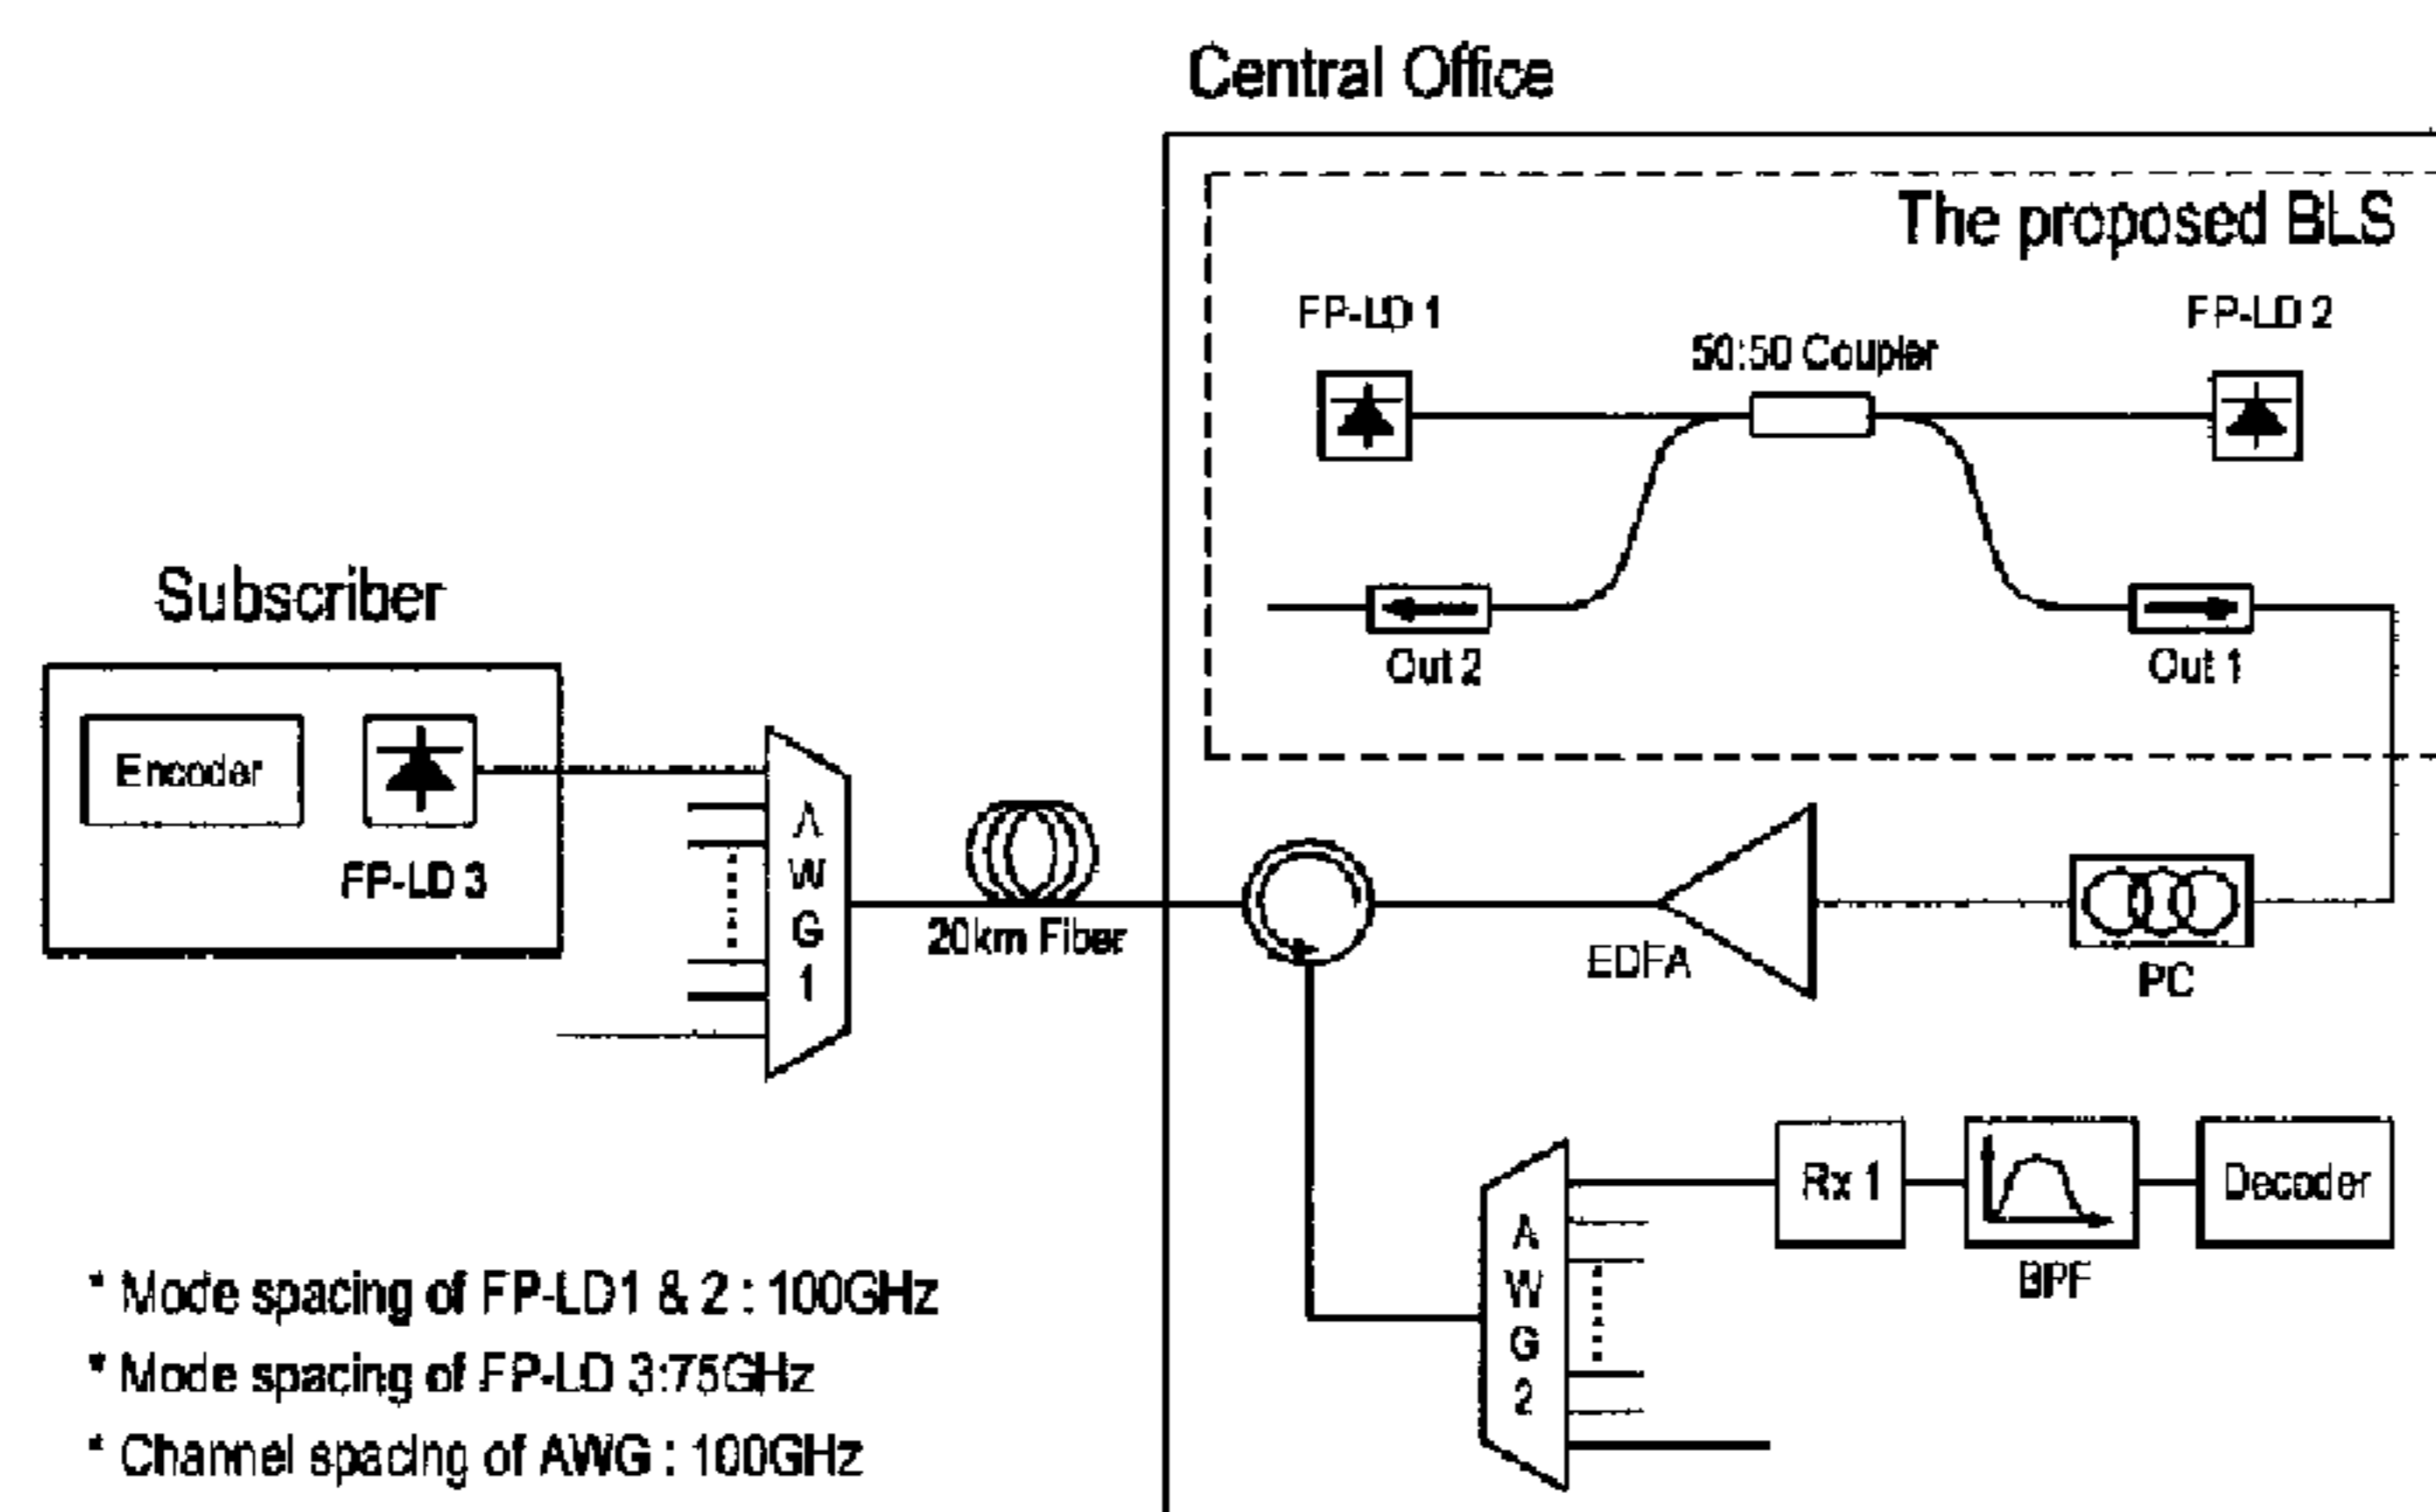 Central Office
The proposed BLS
FP-LD 1
FP-LD 2
50:50 Coupler
Out 2
Out 1
Subscriber
Encoder
FP-LD 3
A
W
G
1
20km Fiber
EDFA
PC
A
W
G
2
Rx 1
BPF
Decoder
* Mode spacing of FP-LD1 & 2 : 100GHz
* Mode spacing of FP-LD 3:75GHz
* Channel spacing of AWG : 100GHz